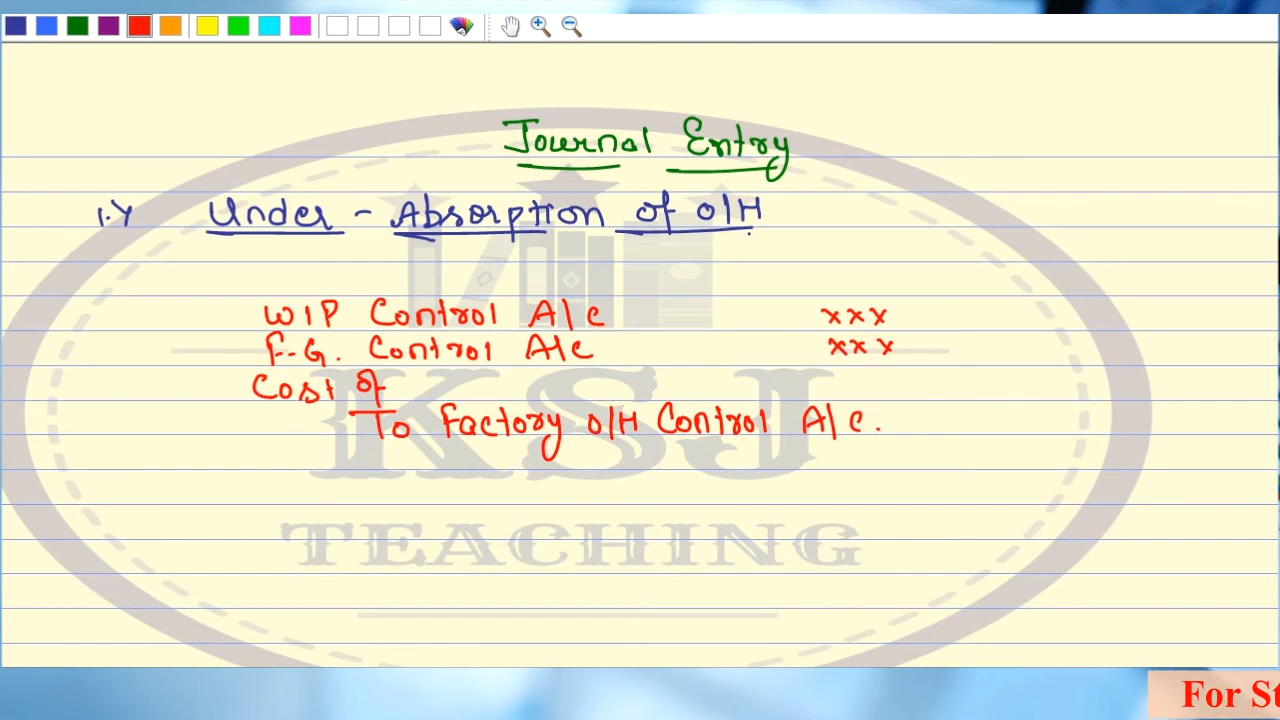 Journal Entry
1.) Under - Absorption of O/H
WIP Control A/c xxx
F.G. Control A/c xxx
Cost of
To Factory O/H Control A/c.
KSJ
TEACHING
For St